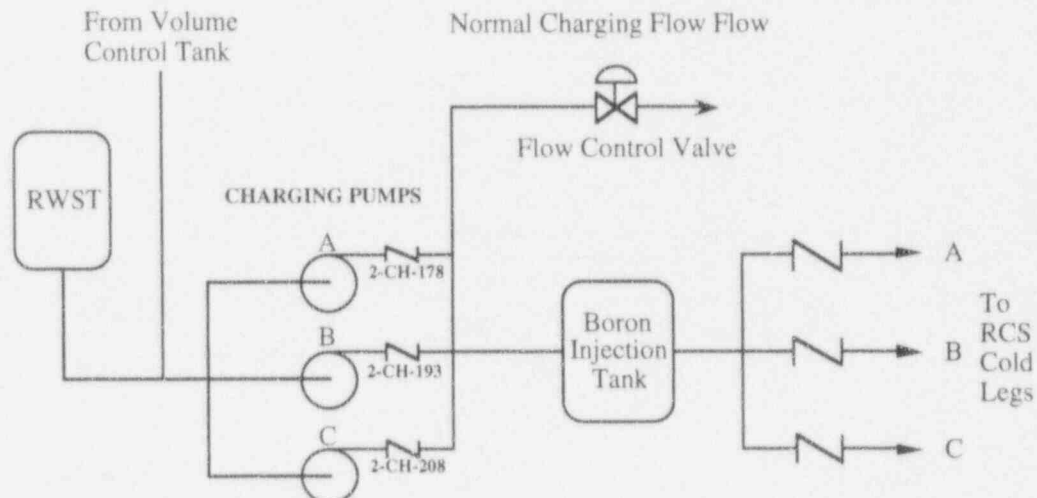 From Volume
Control Tank
Normal Charging Flow Flow
Flow Control Valve
RWST
CHARGING PUMPS
A
2-CH-178
B
2-CH-193
C
2-CH-208
Boron
Injection
Tank
A
B
C
To
RCS
Cold
Legs